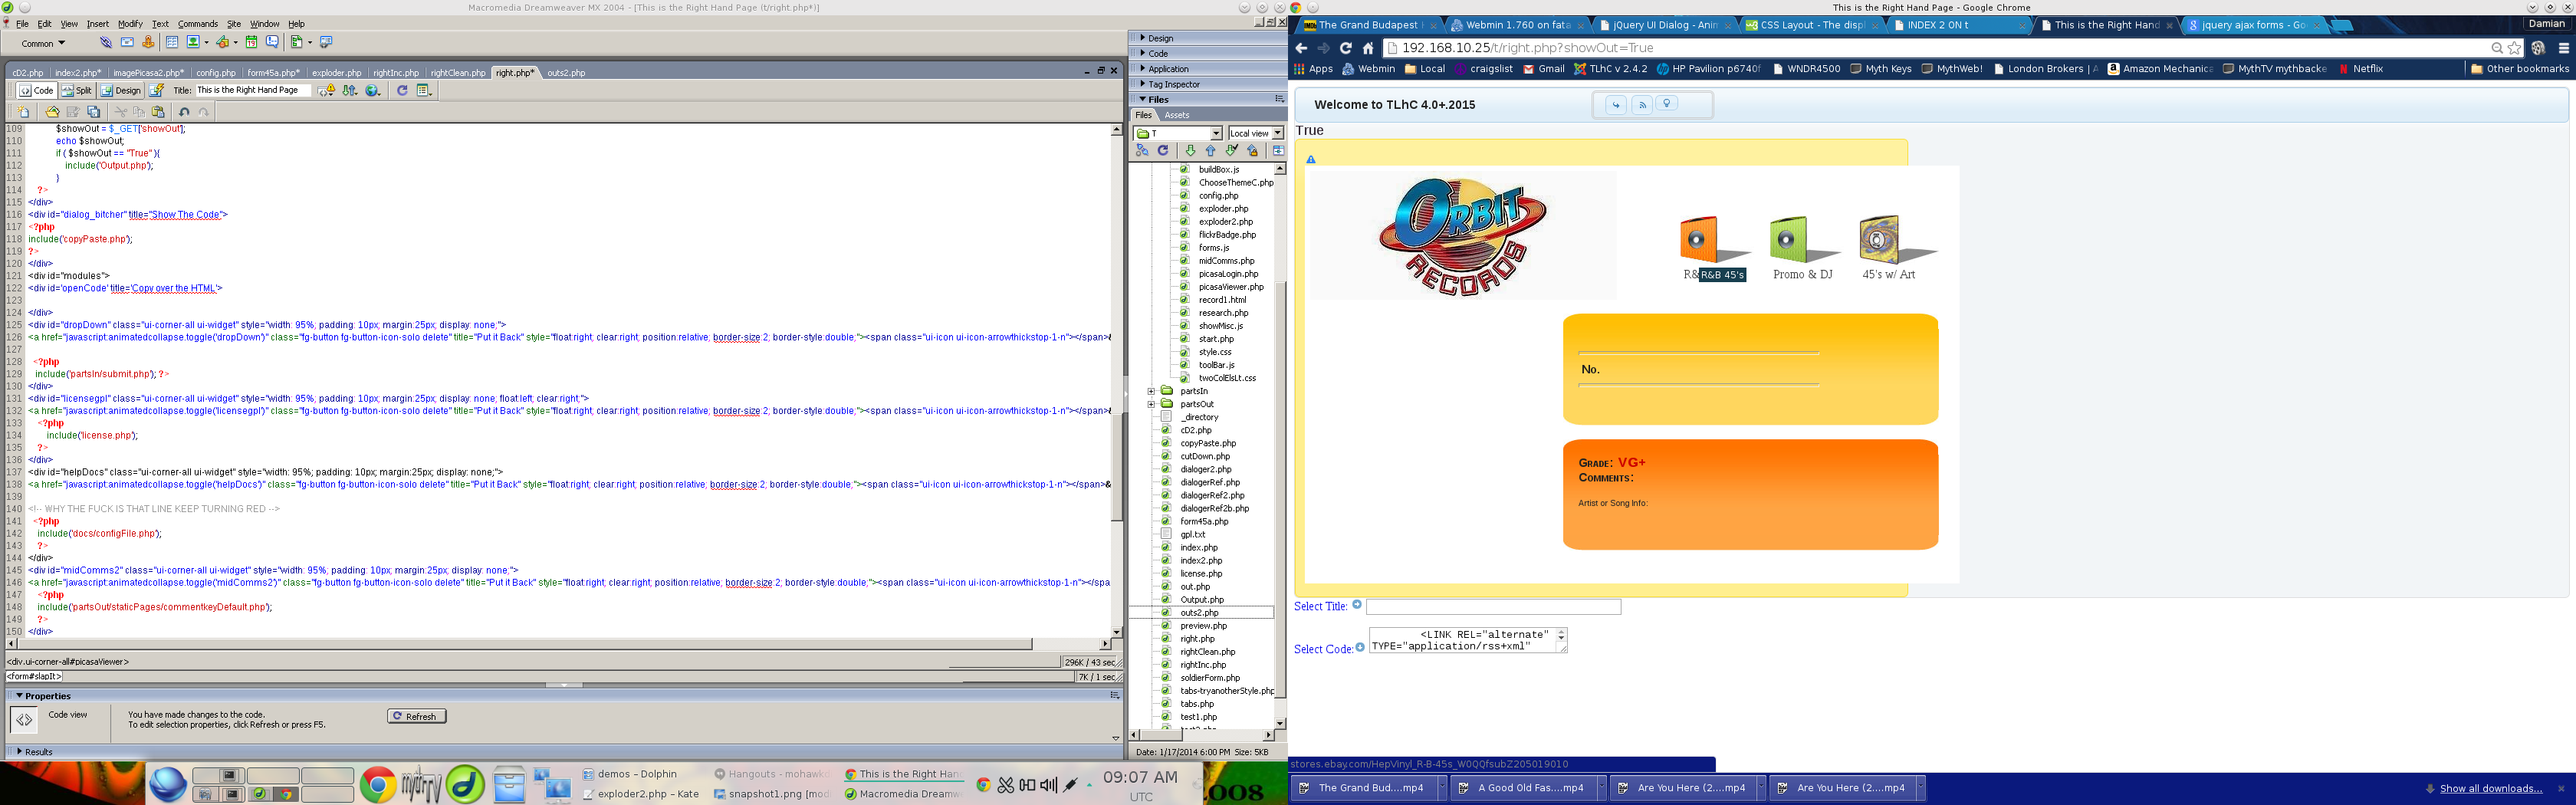 Macromedia Dreamweaver MX 2004 - [This is the Right Hand Page (t/right.php*)]
File Edit View Insert Modify Text Commands Site Window Help
Common
cD2.php index2.php* imagePicasa2.php* config.php form45a.php* exploder.php rightInc.php rightClean.php right.php* outs2.php
Code Split Design Title: This is the Right Hand Page
109 $showOut = $_GET['showOut'];
110 echo $showOut;
111 if ( $showOut == "True" ){
112 include('Output.php');
113 }
114 ?>
115 </div>
116 <div id="dialog_bitcher" title="Show The Code">
117 <?php
118 include('copyPaste.php');
119 ?>
120 </div>
121 <div id="modules">
122 <div id='openCode' title='Copy over the HTML'>
123
124 </div>
125 <div id="dropDown" class="ui-corner-all ui-widget" style="width: 95%; padding: 10px; margin:25px; display: none;">
126 <a href="javascript:animatedcollapse.toggle('dropDown')" class="fg-button fg-button-icon-solo delete" title="Put it Back" style="float:right; clear:right; position:relative; border-size:2; border-style:double;"><span class="ui-icon ui-icon-arrowthickstop-1-n"></span>&
127
128 <?php
129 include('partsIn/submit.php'); ?>
130 </div>
131 <div id="licensegpl" class="ui-corner-all ui-widget" style="width: 95%; padding: 10px; margin:25px; display: none; float:left; clear:right;">
132 <a href="javascript:animatedcollapse.toggle('licensegpl')" class="fg-button fg-button-icon-solo delete" title="Put it Back" style="float:right; clear:right; position:relative; border-size:2; border-style:double;"><span class="ui-icon ui-icon-arrowthickstop-1-n"></span>&
133 <?php
134 include('license.php');
135 ?>
136 </div>
137 <div id="helpDocs" class="ui-corner-all ui-widget" style="width: 95%; padding: 10px; margin:25px; display: none;">
138 <a href="javascript:animatedcollapse.toggle('helpDocs')" class="fg-button fg-button-icon-solo delete" title="Put it Back" style="float:right; clear:right; position:relative; border-size:2; border-style:double;"><span class="ui-icon ui-icon-arrowthickstop-1-n"></span>&
139
140 <!-- WHY THE FUCK IS THAT LINE KEEP TURNING RED -->
141 <?php
142 include('docs/configFile.php');
143 ?>
144 </div>
145 <div id="midComms2" class="ui-corner-all ui-widget" style="width: 95%; padding: 10px; margin:25px; display: none;">
146 <a href="javascript:animatedcollapse.toggle('midComms2')" class="fg-button fg-button-icon-solo delete" title="Put it Back" style="float:right; clear:right; position:relative; border-size:2; border-style:double;"><span class="ui-icon ui-icon-arrowthickstop-1-n"></spa
147 <?php
148 include('partsOut/staticPages/commentkeyDefault.php');
149 ?>
150 </div>
<div.ui-corner-all#picasaViewer> 296K / 43 sec
<form#slapIt> 7K / 1 sec
Properties
Code view You have made changes to the code.
To edit selection properties, click Refresh or press F5.
Refresh
Results
Design
Code
Application
Tag Inspector
Files
Files Assets
T Local view
buildBox.js
ChooseThemeC.php
config.php
exploder.php
exploder2.php
flickrBadge.php
forms.js
midComms.php
picasaLogin.php
picasaViewer.php
record1.html
research.php
showMisc.js
start.php
style.css
toolBar.js
twoColElsLt.css
partsIn
partsOut
_directory
cD2.php
copyPaste.php
cutDown.php
dialoger2.php
dialogerRef.php
dialogerRef2.php
dialogerRef2b.php
form45a.php
gpl.txt
index.php
index2.php
license.php
out.php
Output.php
outs2.php
preview.php
right.php
rightClean.php
rightInc.php
soldierForm.php
tabs-tryanotherStyle.php
tabs.php
test1.php
Date: 1/17/2014 6:00 PM Size: 5KB
This is the Right Hand Page - Google Chrome
The Grand Budapest Webmin 1.760 on fata jQuery UI Dialog - Anim CSS Layout - The displ INDEX 2 ON t This is the Right Hand jquery ajax forms - Go Damian
192.168.10.25/t/right.php?showOut=True
Apps Webmin Local craigslist Gmail TLhC v 2.4.2 HP Pavilion p6740f WNDR4500 Myth Keys MythWeb! London Brokers | A Amazon Mechanica MythTV mythbacke Netflix Other bookmarks
Welcome to TLhC 4.0+.2015
True
ORBIT
RECORDS
R& R&B 45's Promo & DJ 45's w/ Art
No.
Grade: VG+
Comments:
Artist or Song Info:
Select Title:
Select Code: <LINK REL="alternate"
TYPE="application/rss+xml"
stores.ebay.com/HepVinyl_R-B-45s_W0QQfsubZ205019010
The Grand Bud....mp4 A Good Old Fas....mp4 Are You Here (2....mp4 Are You Here (2....mp4 Show all downloads...
mythTV
demos – Dolphin Hangouts - mohawkd This is the Right Han
exploder2.php – Kate snapshot1.png [mod Macromedia Dreamw
09:07 AM
UTC